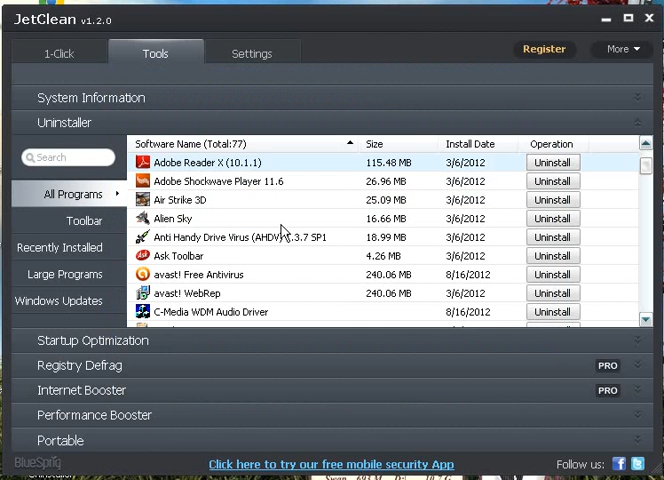 JetClean v1.2.0
1-Click Tools Settings Register More
System Information
Uninstaller
Search
All Programs
Toolbar
Recently Installed
Large Programs
Windows Updates
Software Name (Total:77) Size Install Date Operation
Adobe Reader X (10.1.1) 115.48 MB 3/6/2012 Uninstall
Adobe Shockwave Player 11.6 26.96 MB 3/6/2012 Uninstall
Air Strike 3D 25.09 MB 3/6/2012 Uninstall
Alien Sky 16.66 MB 3/6/2012 Uninstall
Anti Handy Drive Virus (AHDV) .3.7 SP1 18.99 MB 3/6/2012 Uninstall
Ask Toolbar 4.26 MB 3/6/2012 Uninstall
avast! Free Antivirus 240.06 MB 8/16/2012 Uninstall
avast! WebRep 240.06 MB 3/6/2012 Uninstall
C-Media WDM Audio Driver 8/16/2012 Uninstall
Startup Optimization
Registry Defrag PRO
Internet Booster PRO
Performance Booster
Portable
BlueSprig Click here to try our free mobile security App Follow us: